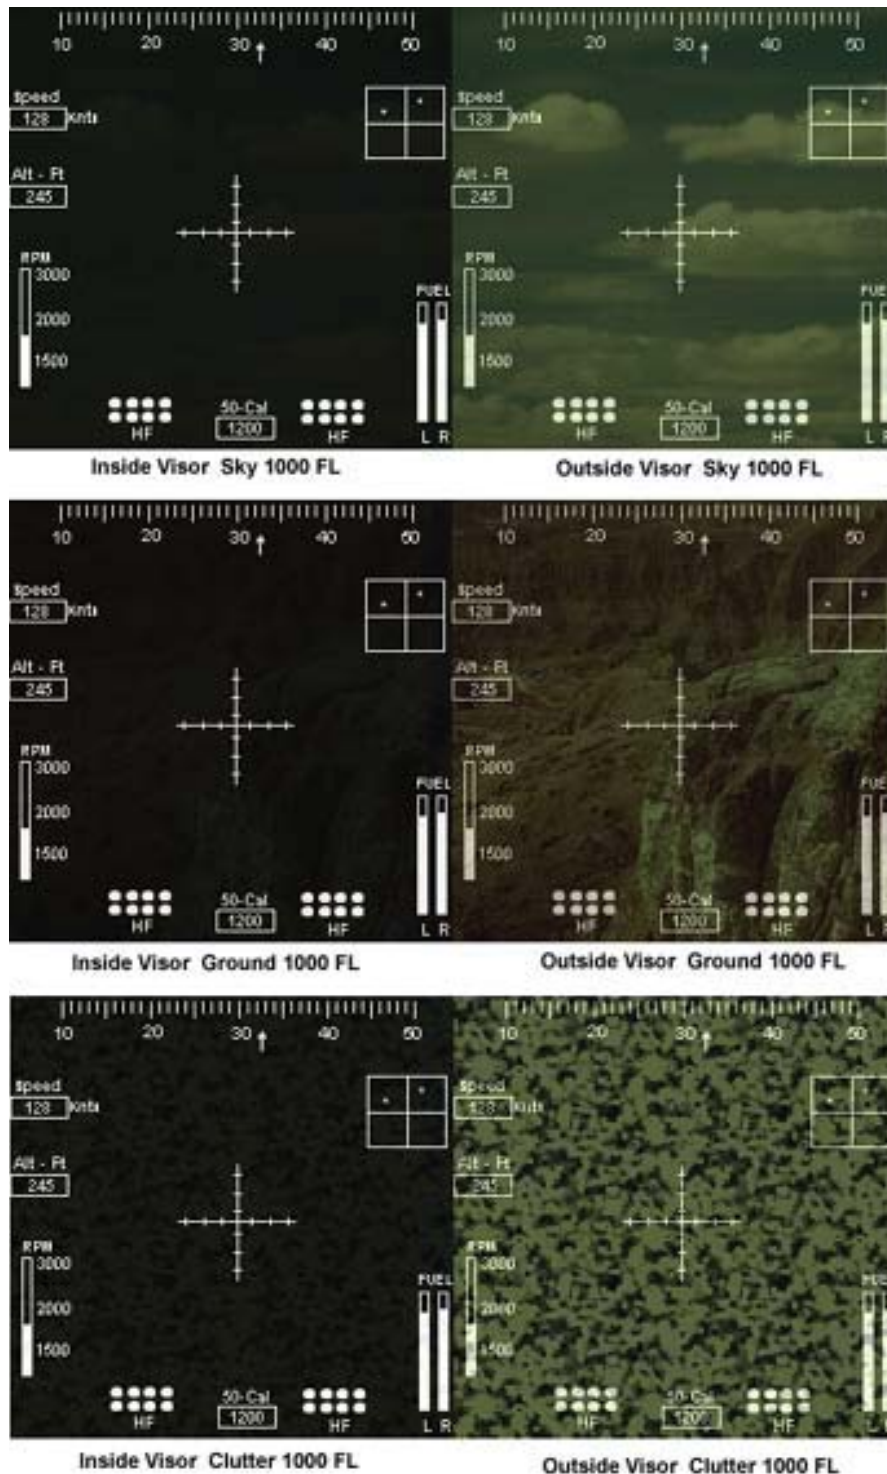 10 20 30 40 50
Speed
128 Knts
Alt - Ft
245
RPM
3000
FUEL
2000
1500
50-Cal
1200
HF HF
L R
Inside Visor Sky 1000 FL
10 20 30 40 50
Speed
128 Knts
Alt - Ft
245
RPM
3000
FUE
2000
1500
50-Cal
1200
HF HF
L
Outside Visor Sky 1000 FL
10 20 30 40 50
Speed
128 Knts
Alt - Ft
245
RPM
3000
FUEL
2000
1500
50-Cal
1200
HF HF
L R
Inside Visor Ground 1000 FL
10 20 30 40 50
Speed
128 Knts
Alt - Ft
245
RPM
3000
FUE
2000
1500
50-Cal
1200
HF HF
L
Outside Visor Ground 1000 FL
10 20 30 40 50
Speed
128 Knts
Alt - Ft
245
RPM
3000
FUEL
2000
1500
50-Cal
1200
HF HF
L R
Inside Visor Clutter 1000 FL
10 20 30 40 50
Speed
128 Knts
Alt - Ft
245
RPM
3000
FUE
2000
1500
50-Cal
1200
HF HF
L
Outside Visor Clutter 1000 FL